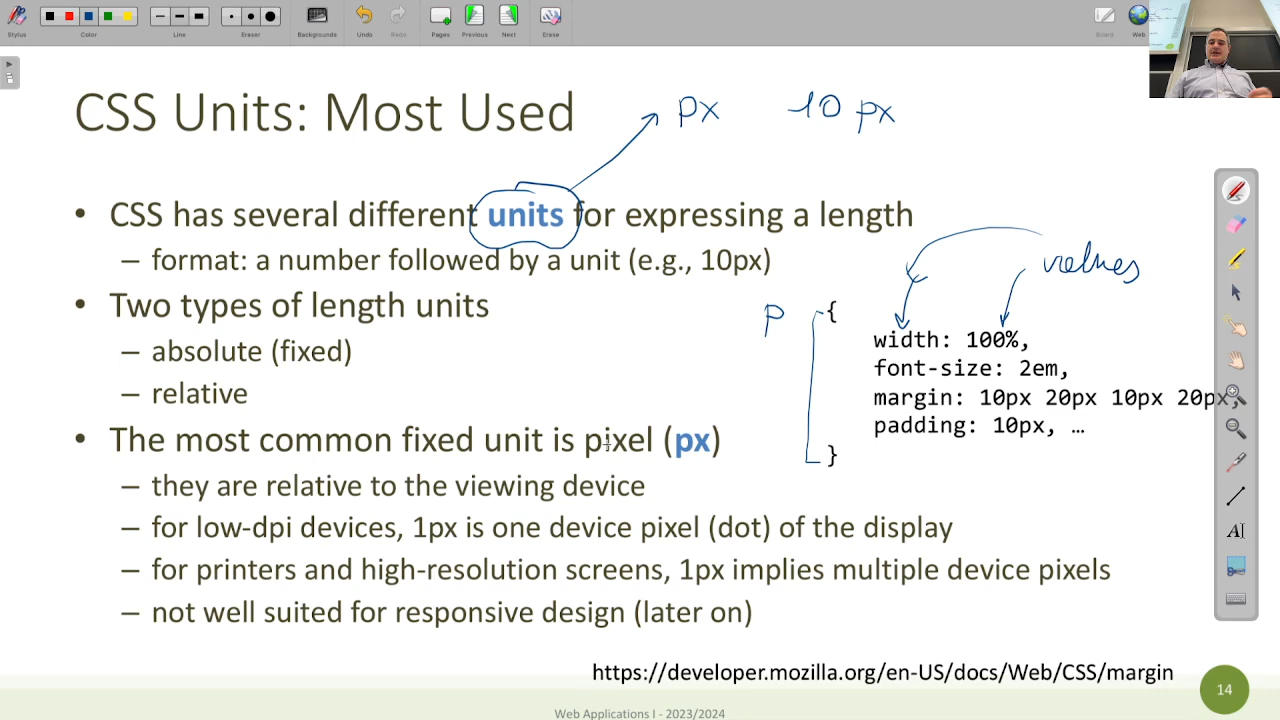 Stylus Color Line Eraser Backgrounds Undo Redo Pages Previous Next Erase Board Web
CSS Units: Most Used
px 10 px
• CSS has several different units for expressing a length
– format: a number followed by a unit (e.g., 10px)
values
• Two types of length units
p {
– absolute (fixed)
width: 100%,
– relative
font-size: 2em,
margin: 10px 20px 10px 20px,
padding: 10px, …
}
• The most common fixed unit is pixel (px)
– they are relative to the viewing device
– for low-dpi devices, 1px is one device pixel (dot) of the display
– for printers and high-resolution screens, 1px implies multiple device pixels
– not well suited for responsive design (later on)
https://developer.mozilla.org/en-US/docs/Web/CSS/margin
14
Web Applications I - 2023/2024
AI